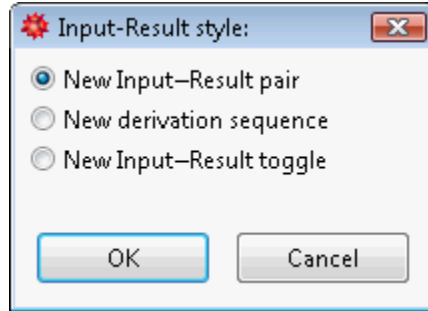 Input-Result style:
New Input–Result pair
New derivation sequence
New Input–Result toggle
OK Cancel